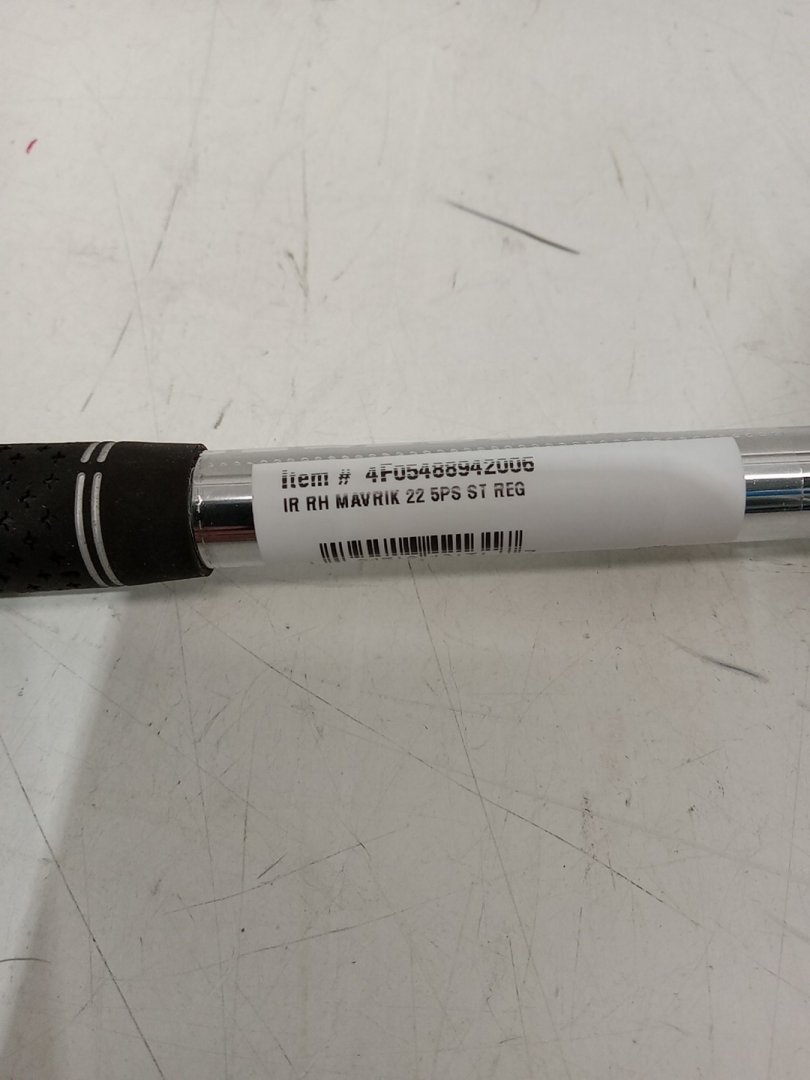 Item # 4F05488942006
IR RH MAVRIK 22 5PS ST REG